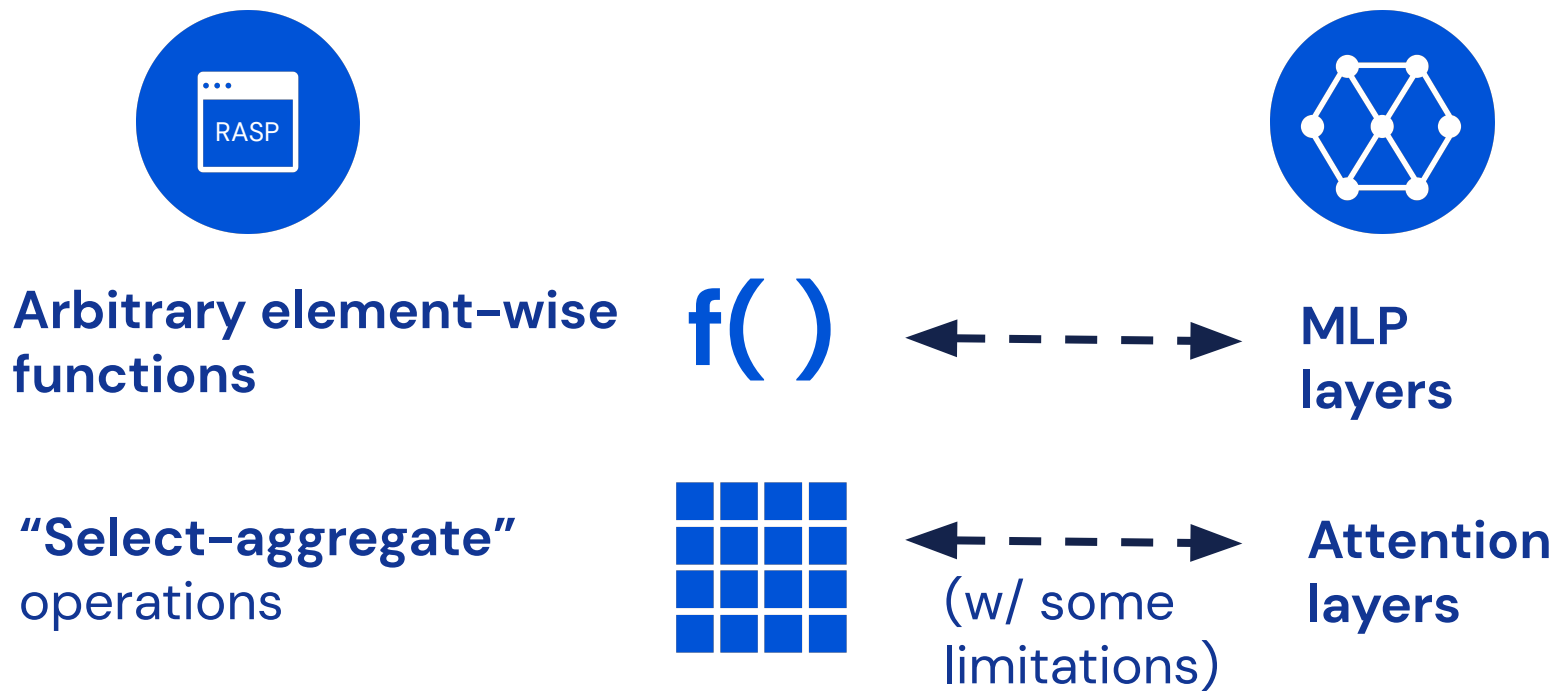 RASP
Arbitrary element-wise
functions
f( )
MLP
layers
“Select-aggregate”
operations
(w/ some
limitations)
Attention
layers